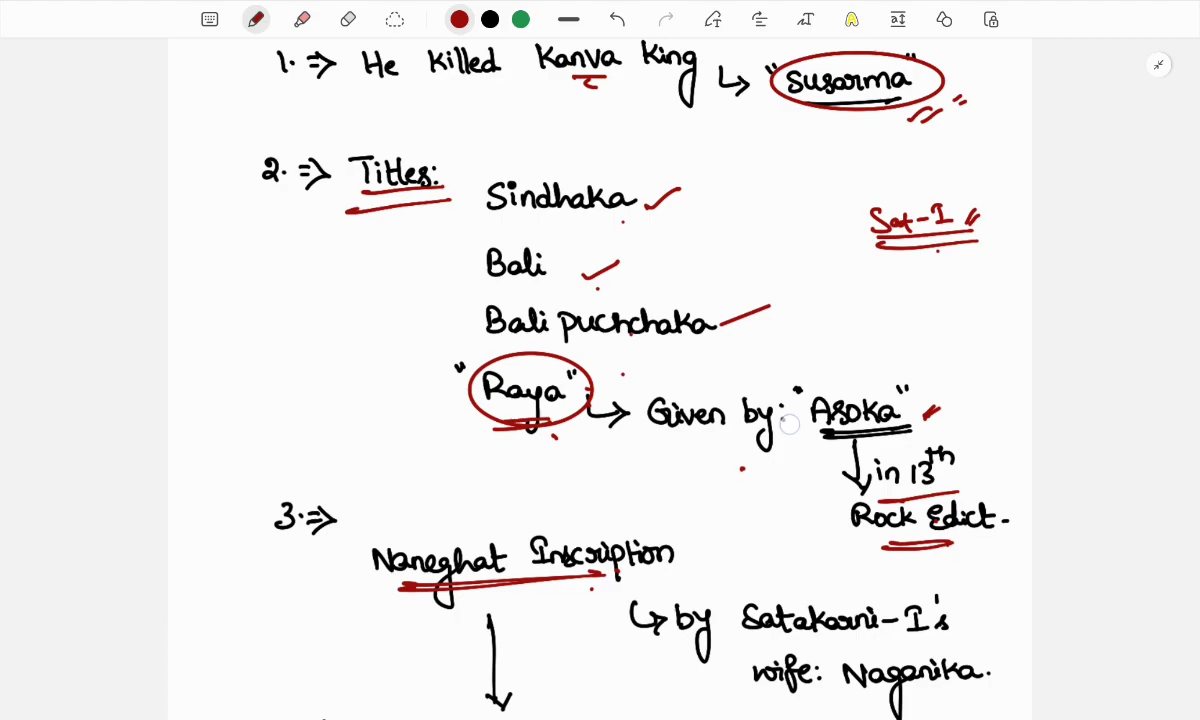 1. ⇒ He Killed Kanva King ↳ "Susarma"
2. ⇒ Titles:
Sindhaka ✓
Sat-I
Bali ✓
Bali puchchaka
"Raya" ↳ Given by: "Asoka"
↓ in 13th
Rock Edict.
3. ⇒
Naneghat Inscription
↳ by Satakarni-I's
wife: Naganika.